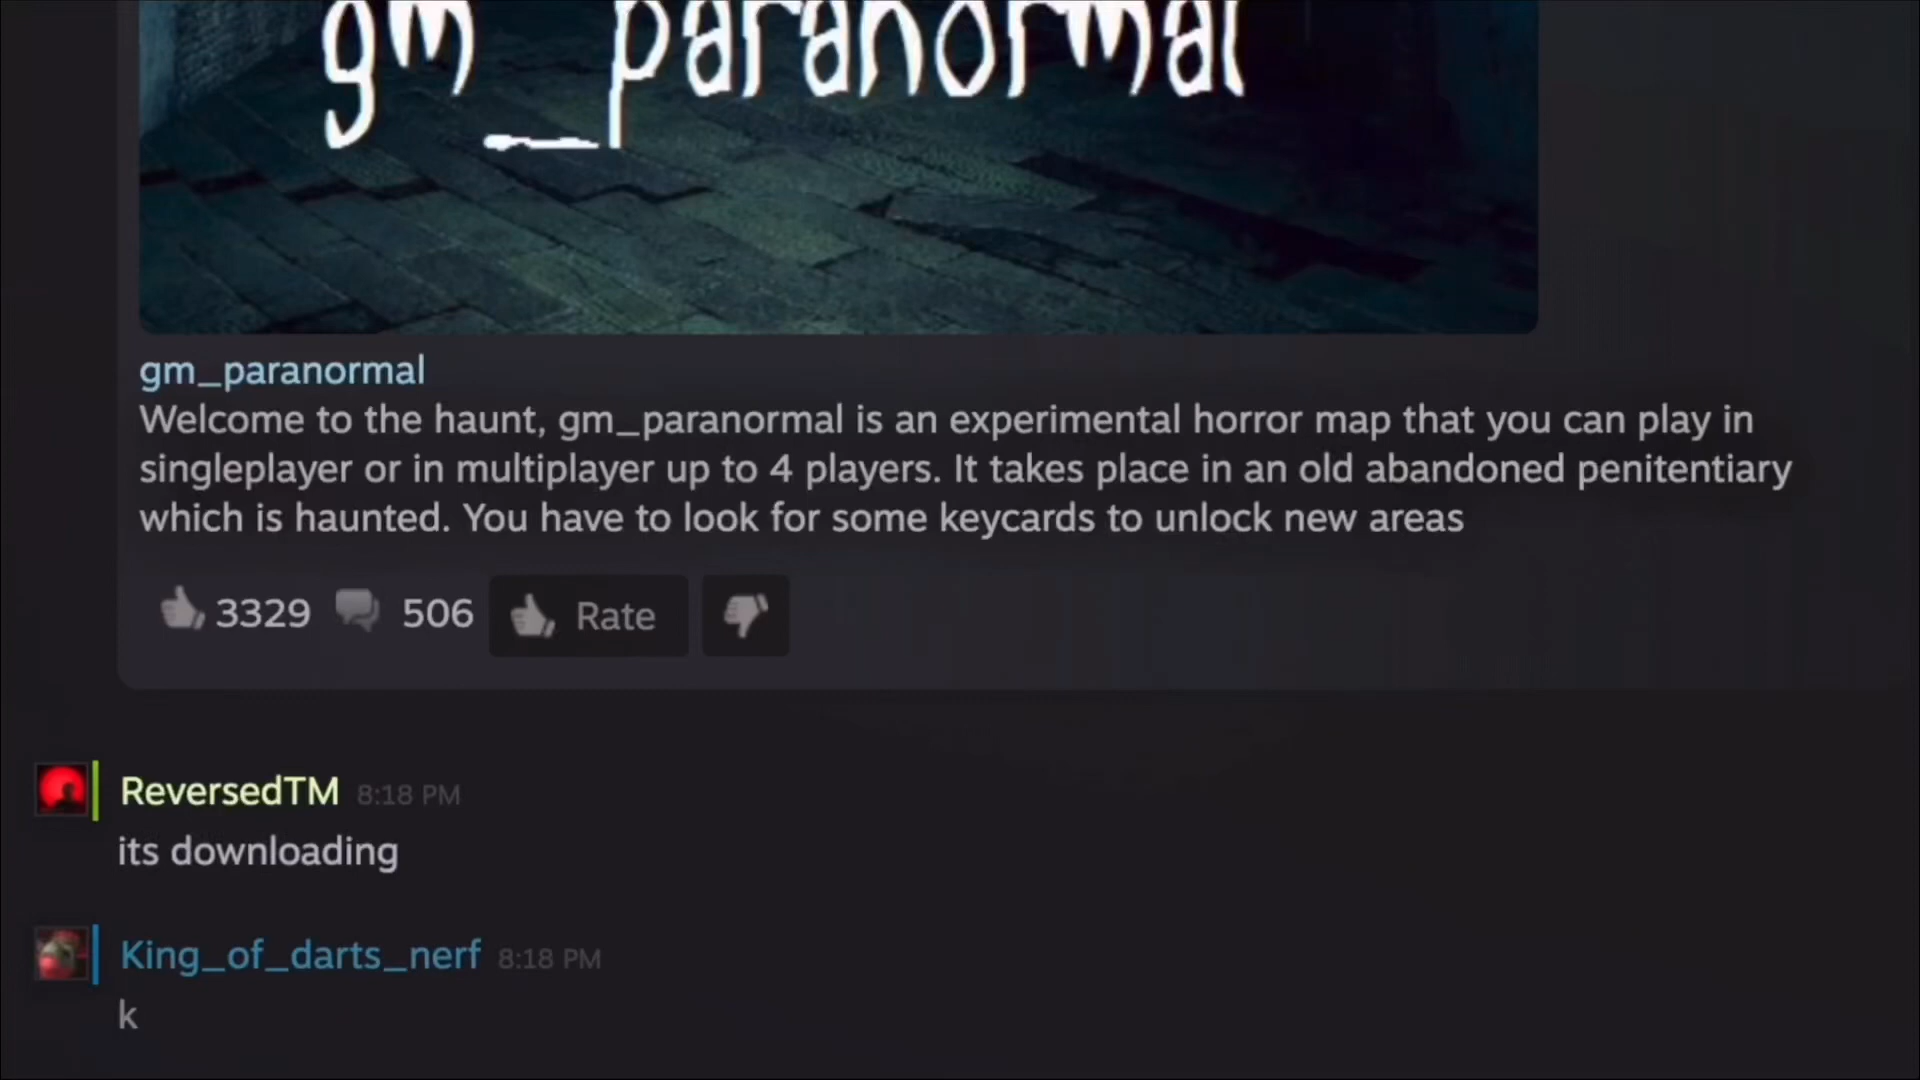 gm_paranormal
gm_paranormal
Welcome to the haunt, gm_paranormal is an experimental horror map that you can play in
singleplayer or in multiplayer up to 4 players. It takes place in an old abandoned penitentiary
which is haunted. You have to look for some keycards to unlock new areas
3329 506 Rate
ReversedTM 8:18 PM
its downloading
King_of_darts_nerf 8:18 PM
k